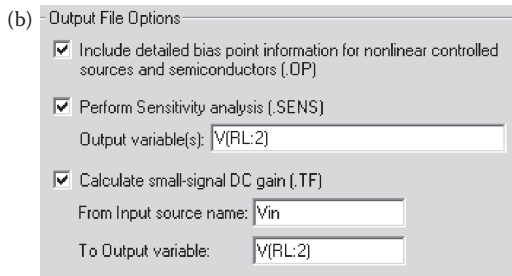 (b) Output File Options
Include detailed bias point information for nonlinear controlled
sources and semiconductors (.OP)
Perform Sensitivity analysis (.SENS)
Output variable(s): V(RL:2)
Calculate small-signal DC gain (.TF)
From Input source name: Vin
To Output variable: V(RL:2)